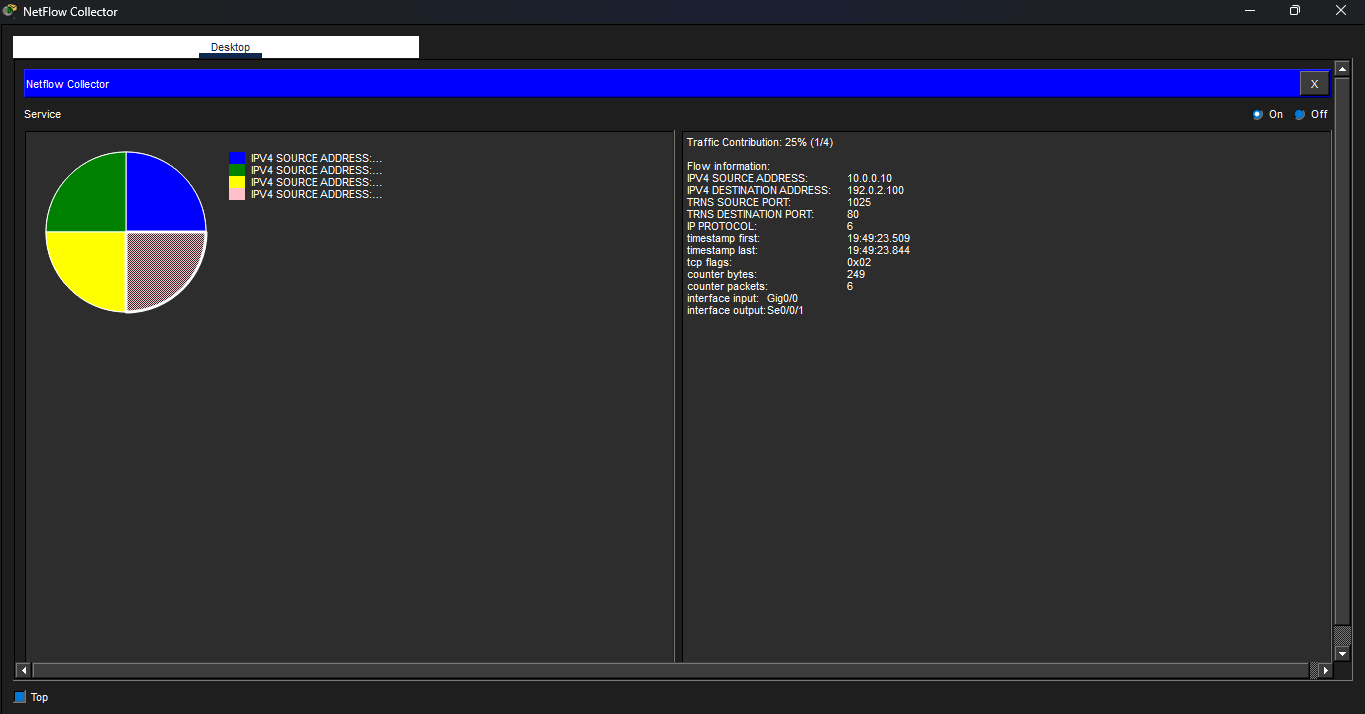 NetFlow Collector
Desktop
Netflow Collector
X
Service
On
Off
IPV4 SOURCE ADDRESS:...
IPV4 SOURCE ADDRESS:...
IPV4 SOURCE ADDRESS:...
IPV4 SOURCE ADDRESS:...
Traffic Contribution: 25% (1/4)
Flow information:
IPV4 SOURCE ADDRESS: 10.0.0.10
IPV4 DESTINATION ADDRESS: 192.0.2.100
TRNS SOURCE PORT: 1025
TRNS DESTINATION PORT: 80
IP PROTOCOL: 6
timestamp first: 19:49:23.509
timestamp last: 19:49:23.844
tcp flags: 0x02
counter bytes: 249
counter packets: 6
interface input: Gig0/0
interface output: Se0/0/1
Top